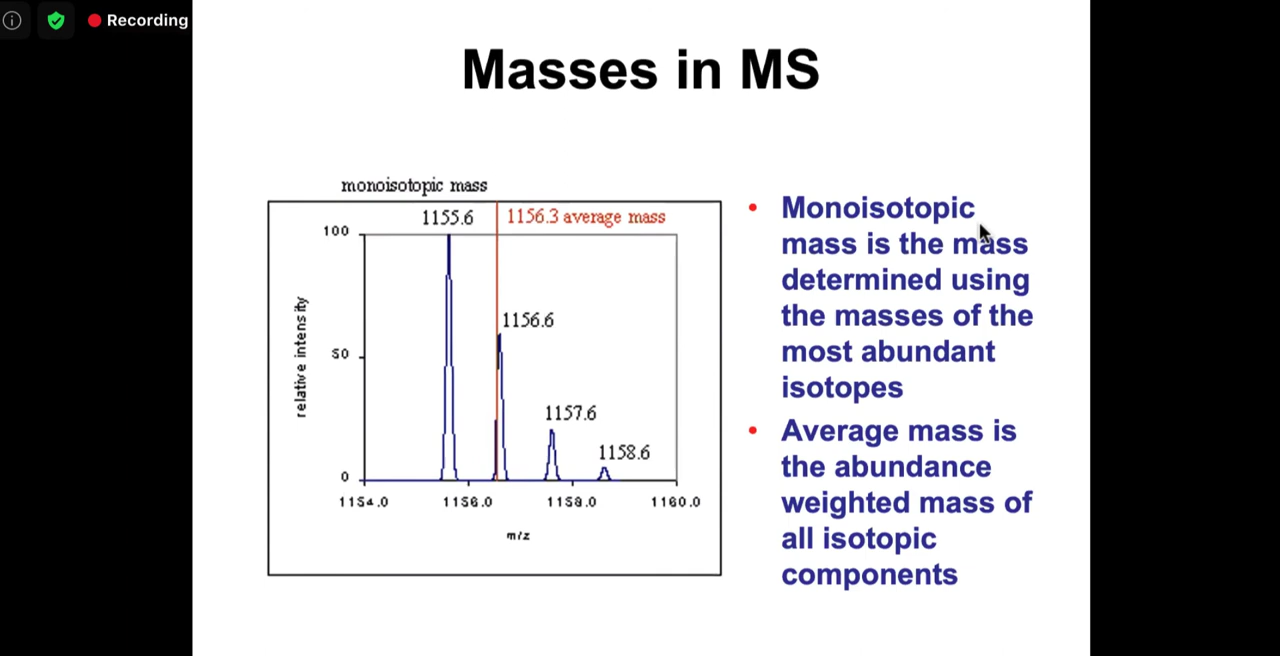 Recording
Masses in MS
monoisotopic mass
1155.6
1156.3 average mass
100
1156.6
50
1157.6
1158.6
0
relative intensity
1154.0 1156.0 1158.0 1160.0
m/z
• Monoisotopic
mass is the mass
determined using
the masses of the
most abundant
isotopes
• Average mass is
the abundance
weighted mass of
all isotopic
components